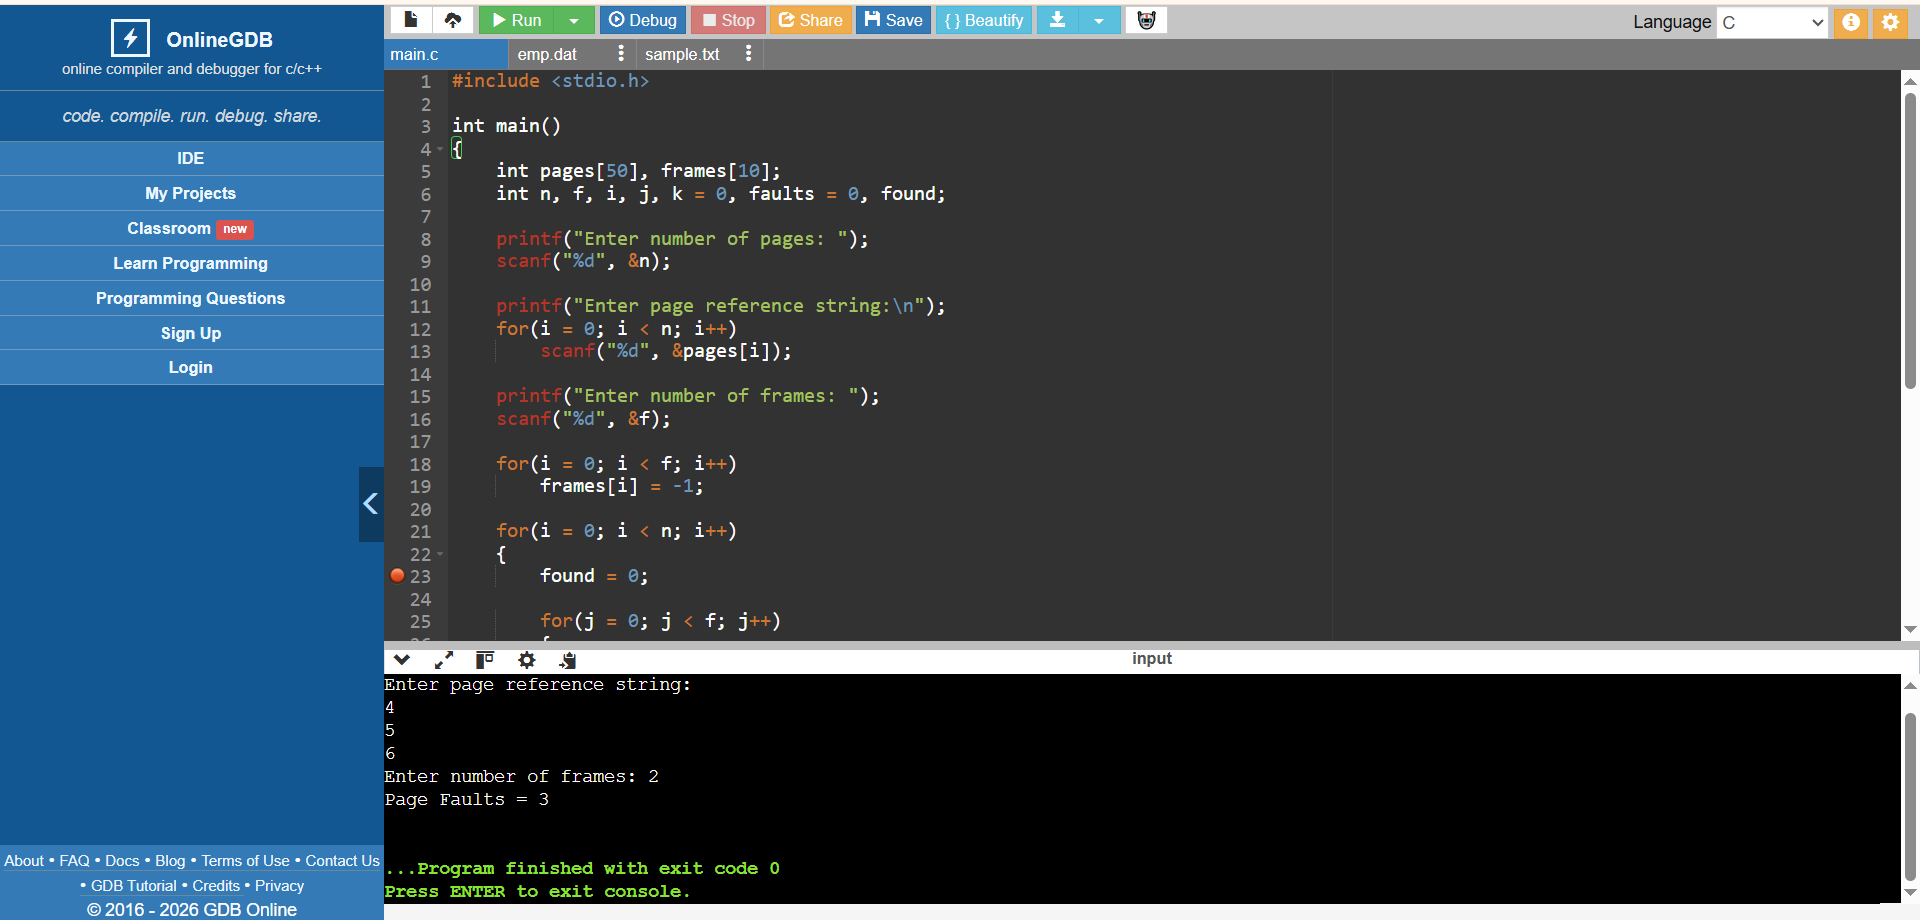 OnlineGDB
online compiler and debugger for c/c++
code. compile. run. debug. share.
IDE
My Projects
Classroom new
Learn Programming
Programming Questions
Sign Up
Login
About • FAQ • Docs • Blog • Terms of Use • Contact Us
• GDB Tutorial • Credits • Privacy
© 2016 - 2026 GDB Online
Run Debug Stop Share Save { } Beautify Language C
main.c emp.dat sample.txt
1 #include <stdio.h>
2
3 int main()
4 {
5 int pages[50], frames[10];
6 int n, f, i, j, k = 0, faults = 0, found;
7
8 printf("Enter number of pages: ");
9 scanf("%d", &n);
10
11 printf("Enter page reference string:\n");
12 for(i = 0; i < n; i++)
13 scanf("%d", &pages[i]);
14
15 printf("Enter number of frames: ");
16 scanf("%d", &f);
17
18 for(i = 0; i < f; i++)
19 frames[i] = -1;
20
21 for(i = 0; i < n; i++)
22 {
23 found = 0;
24
25 for(j = 0; j < f; j++)
input
Enter page reference string:
4
5
6
Enter number of frames: 2
Page Faults = 3
...Program finished with exit code 0
Press ENTER to exit console.